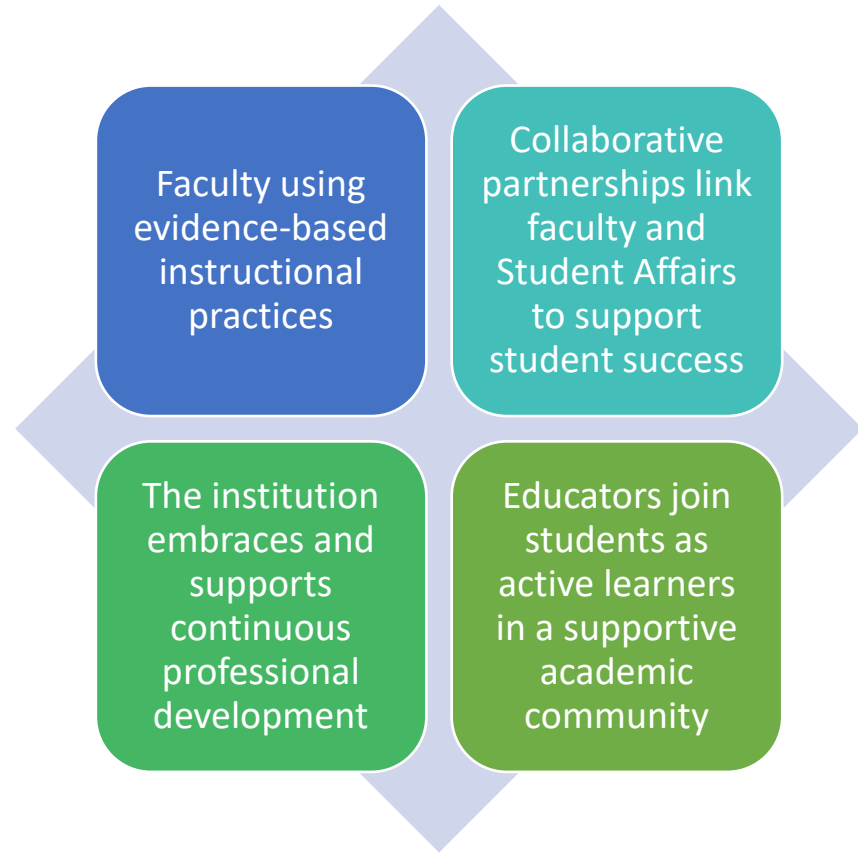 Faculty using
evidence-based
instructional
practices
Collaborative
partnerships link
faculty and
Student Affairs
to support
student success
The institution
embraces and
supports
continuous
professional
development
Educators join
students as
active learners
in a supportive
academic
community